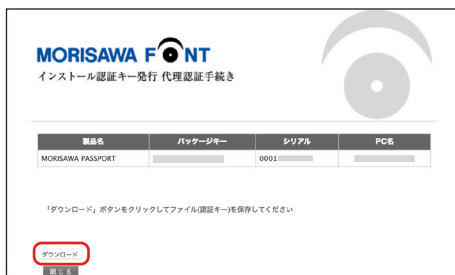 MORISAWA FONT
インストール認証キー発行 代理認証手続き
製品名 パッケージキー シリアル PC名
MORISAWA PASSPORT 0001
「ダウンロード」ボタンをクリックしてファイル(認証キー)を保存してください
ダウンロード
閉じる